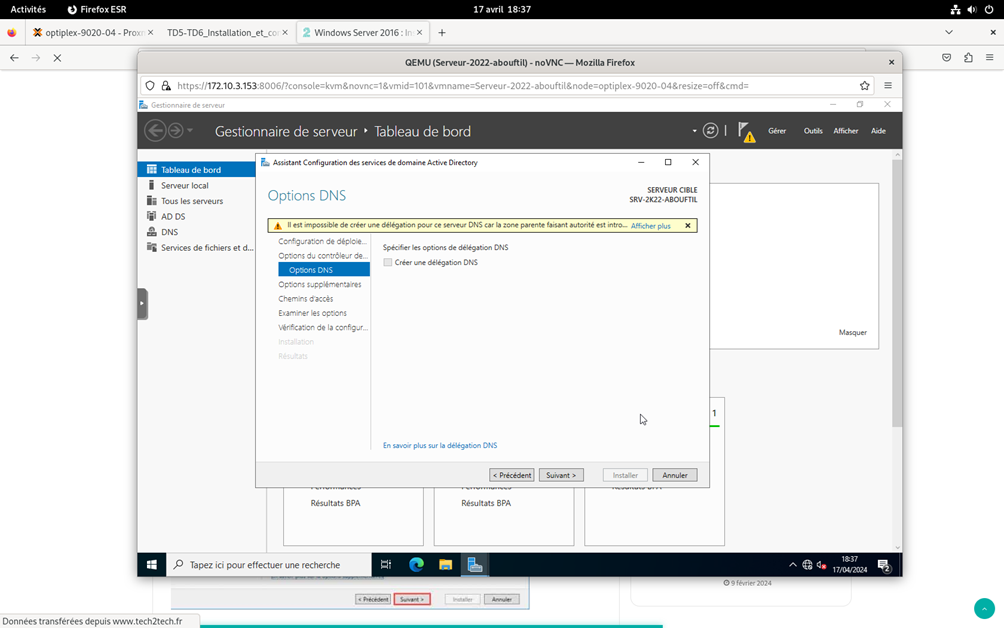 Activités
Firefox ESR
17 avril 18:37
optiplex-9020-04 - Proxm
TD5-TD6_Installation_et_co
Windows Server 2016 : In
QEMU (Serveur-2022-abouftil) - noVNC — Mozilla Firefox
https://172.10.3.153:8006/?console=kvm&novnc=1&vmid=101&vmname=Serveur-2022-abouftil&node=optiplex-9020-04&resize=off&cmd=
Gestionnaire de serveur
Gestionnaire de serveur
Tableau de bord
Gérer
Outils
Afficher
Aide
Tableau de bord
Serveur local
Tous les serveurs
AD DS
DNS
Services de fichiers et d...
Assistant Configuration des services de domaine Active Directory
Options DNS
SERVEUR CIBLE
SRV-2K22-ABOUFTIL
Il est impossible de créer une délégation pour ce serveur DNS car la zone parente faisant autorité est intro...
Afficher plus
Configuration de déploie...
Options du contrôleur de...
Options DNS
Options supplémentaires
Chemins d'accès
Examiner les options
Vérification de la configur...
Installation
Résultats
Spécifier les options de délégation DNS
Créer une délégation DNS
En savoir plus sur la délégation DNS
< Précédent
Suivant >
Installer
Annuler
Masquer
1
Résultats BPA
Résultats BPA
Tapez ici pour effectuer une recherche
18:37
17/04/2024
2
9 février 2024
< Précédent
Suivant >
Installer
Annuler
Données transférées depuis www.tech2tech.fr